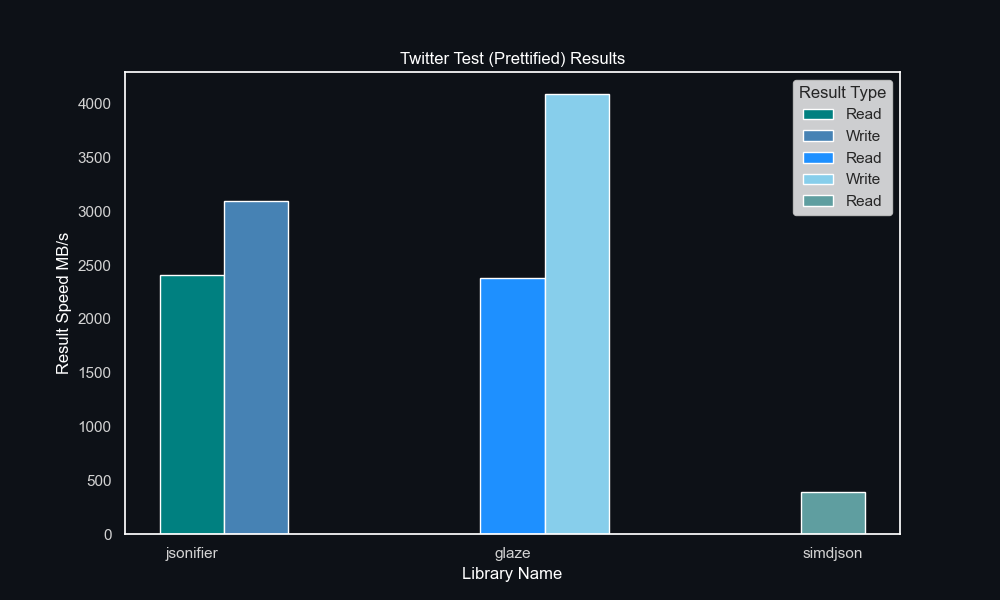 Twitter Test (Prettified) Results
Result Type
Read
Write
Read
Write
Read
Result Speed MB/s
4000
3500
3000
2500
2000
1500
1000
500
0
jsonifier
glaze
simdjson
Library Name